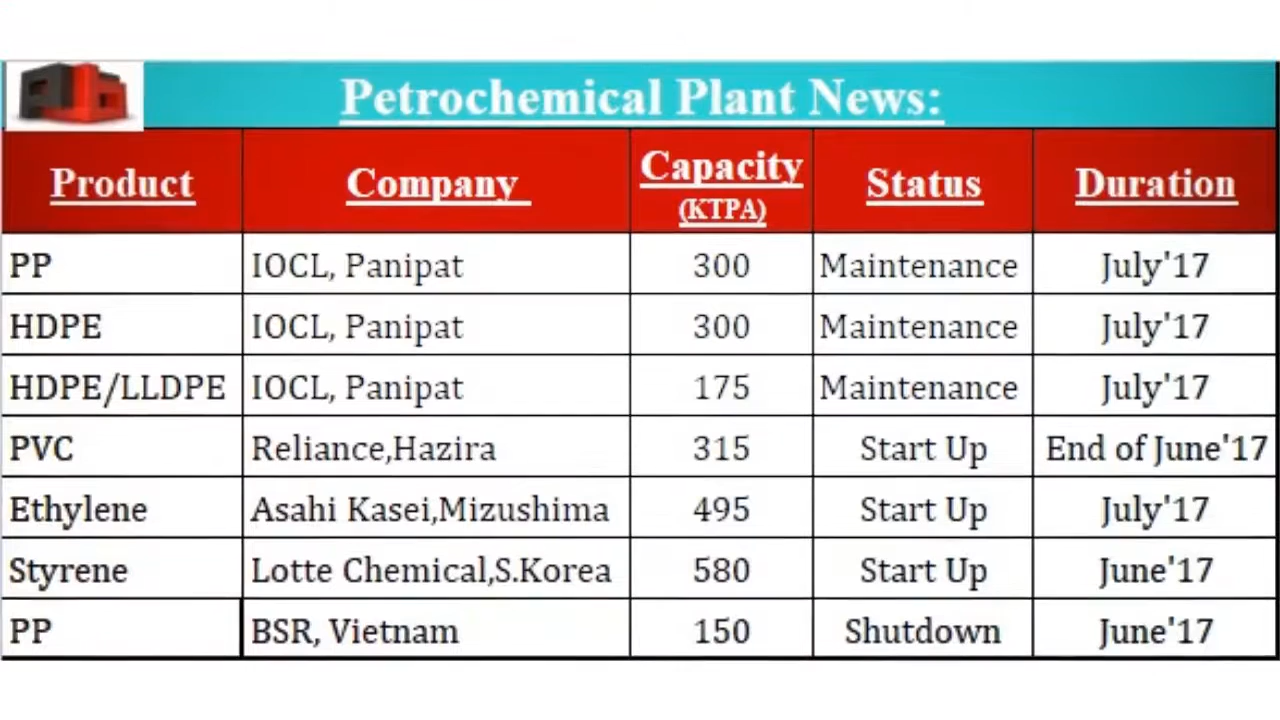 Petrochemical Plant News:
Product Company Capacity (KTPA) Status Duration
PP IOCL, Panipat 300 Maintenance July'17
HDPE IOCL, Panipat 300 Maintenance July'17
HDPE/LLDPE IOCL, Panipat 175 Maintenance July'17
PVC Reliance,Hazira 315 Start Up End of June'17
Ethylene Asahi Kasei,Mizushima 495 Start Up July'17
Styrene Lotte Chemical,S.Korea 580 Start Up June'17
PP BSR, Vietnam 150 Shutdown June'17